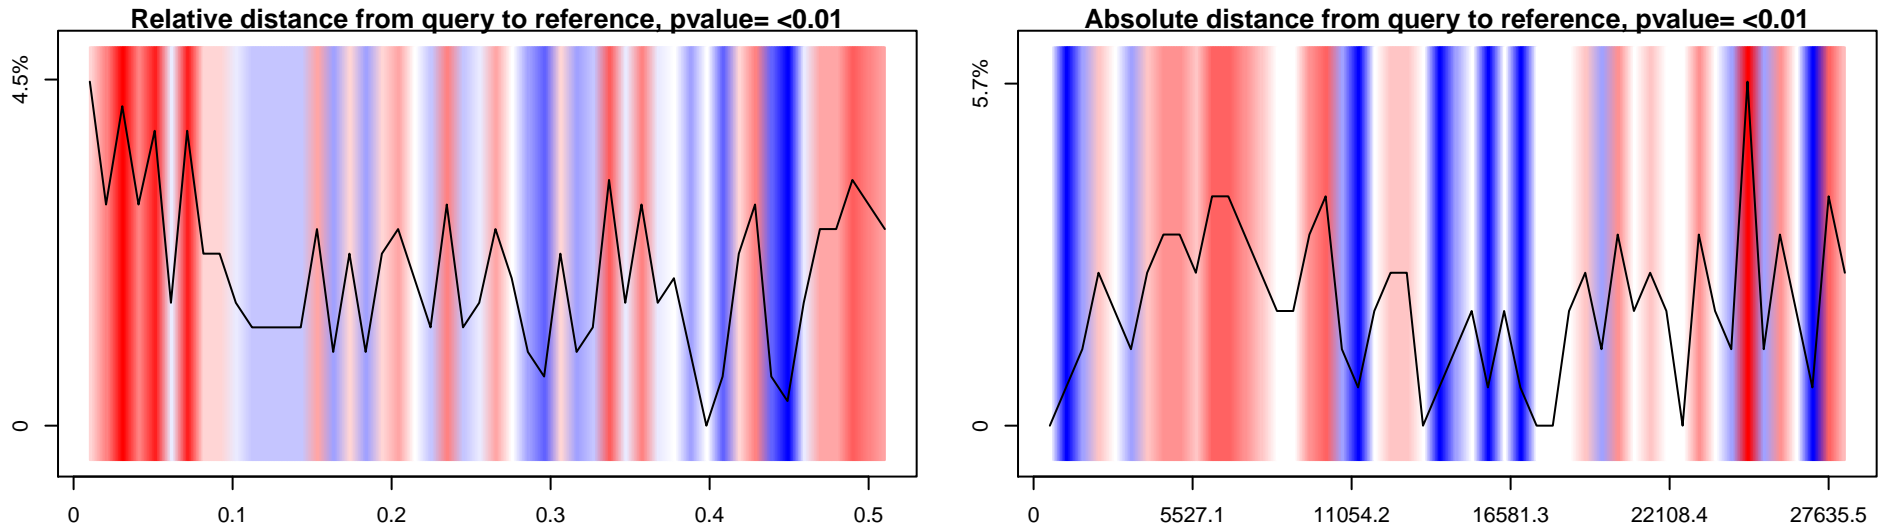 Relative distance from query to reference, pvalue= <0.01
4.5%
0
0 0.1 0.2 0.3 0.4 0.5
Absolute distance from query to reference, pvalue= <0.01
5.7%
0
0 5527.1 11054.2 16581.3 22108.4 27635.5